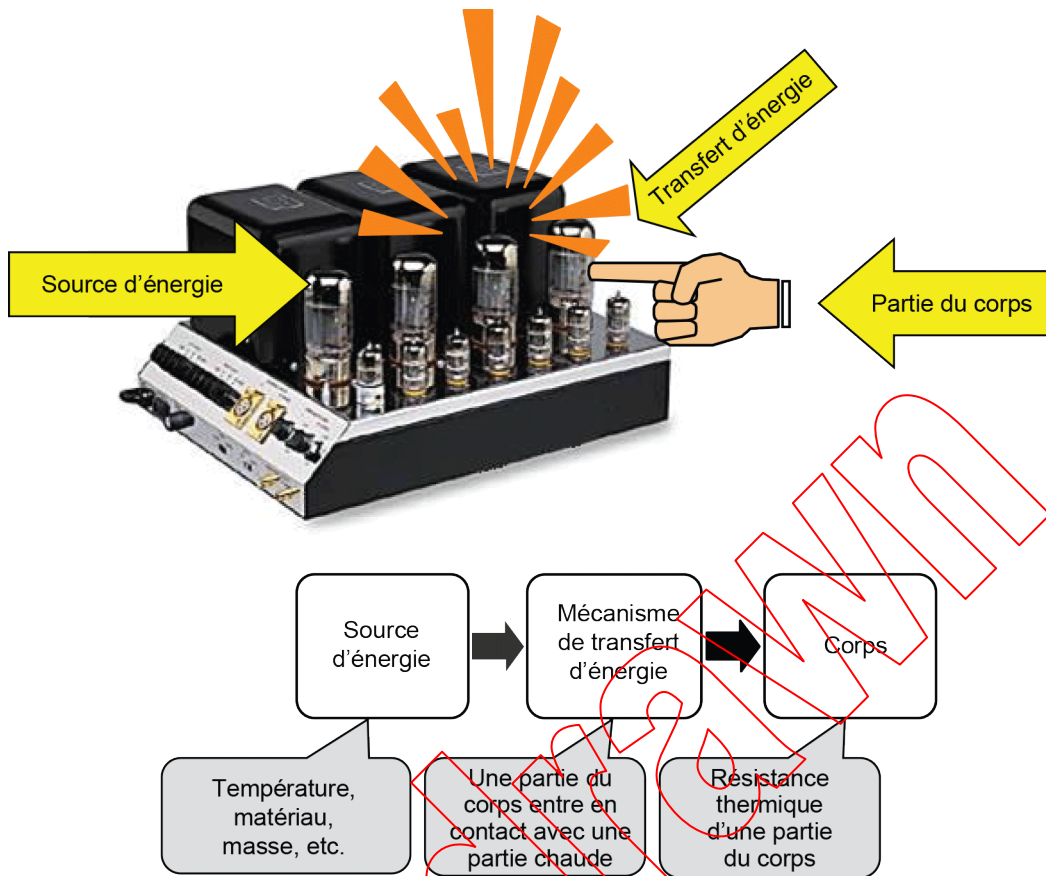 Transfert d'énergie
Source d'énergie
Partie du corps
Source
d'énergie
Mécanisme
de transfert
d'énergie
Corps
Température,
matériau,
masse, etc.
Une partie du
corps entre en
contact avec une
partie chaude
Résistance
thermique
d'une partie
du corps